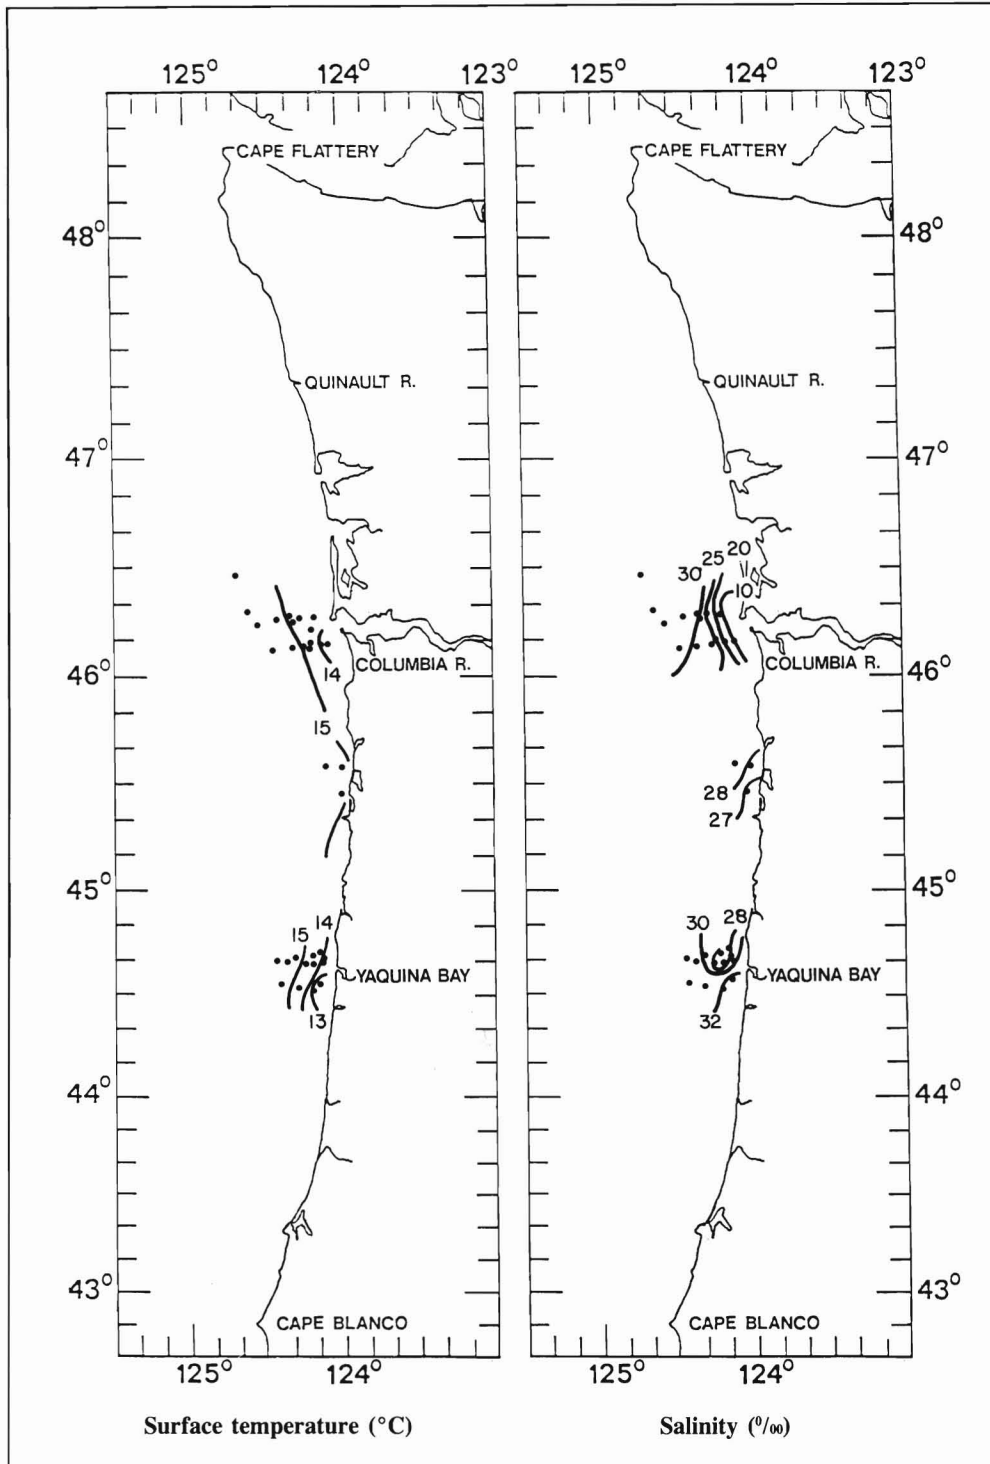 125° 124° 123°
125° 124° 123°
CAPE FLATTERY
CAPE FLATTERY
48°
48°
QUINAULT R.
QUINAULT R.
47°
47°
30 25 20
10
COLUMBIA R.
COLUMBIA R.
14
46°
46°
15
28
27
45°
45°
15 14
30 28
YAQUINA BAY
YAQUINA BAY
13
32
44°
44°
43°
43°
CAPE BLANCO
CAPE BLANCO
125° 124°
125° 124°
Surface temperature (°C)
Salinity (⁰/₀₀)